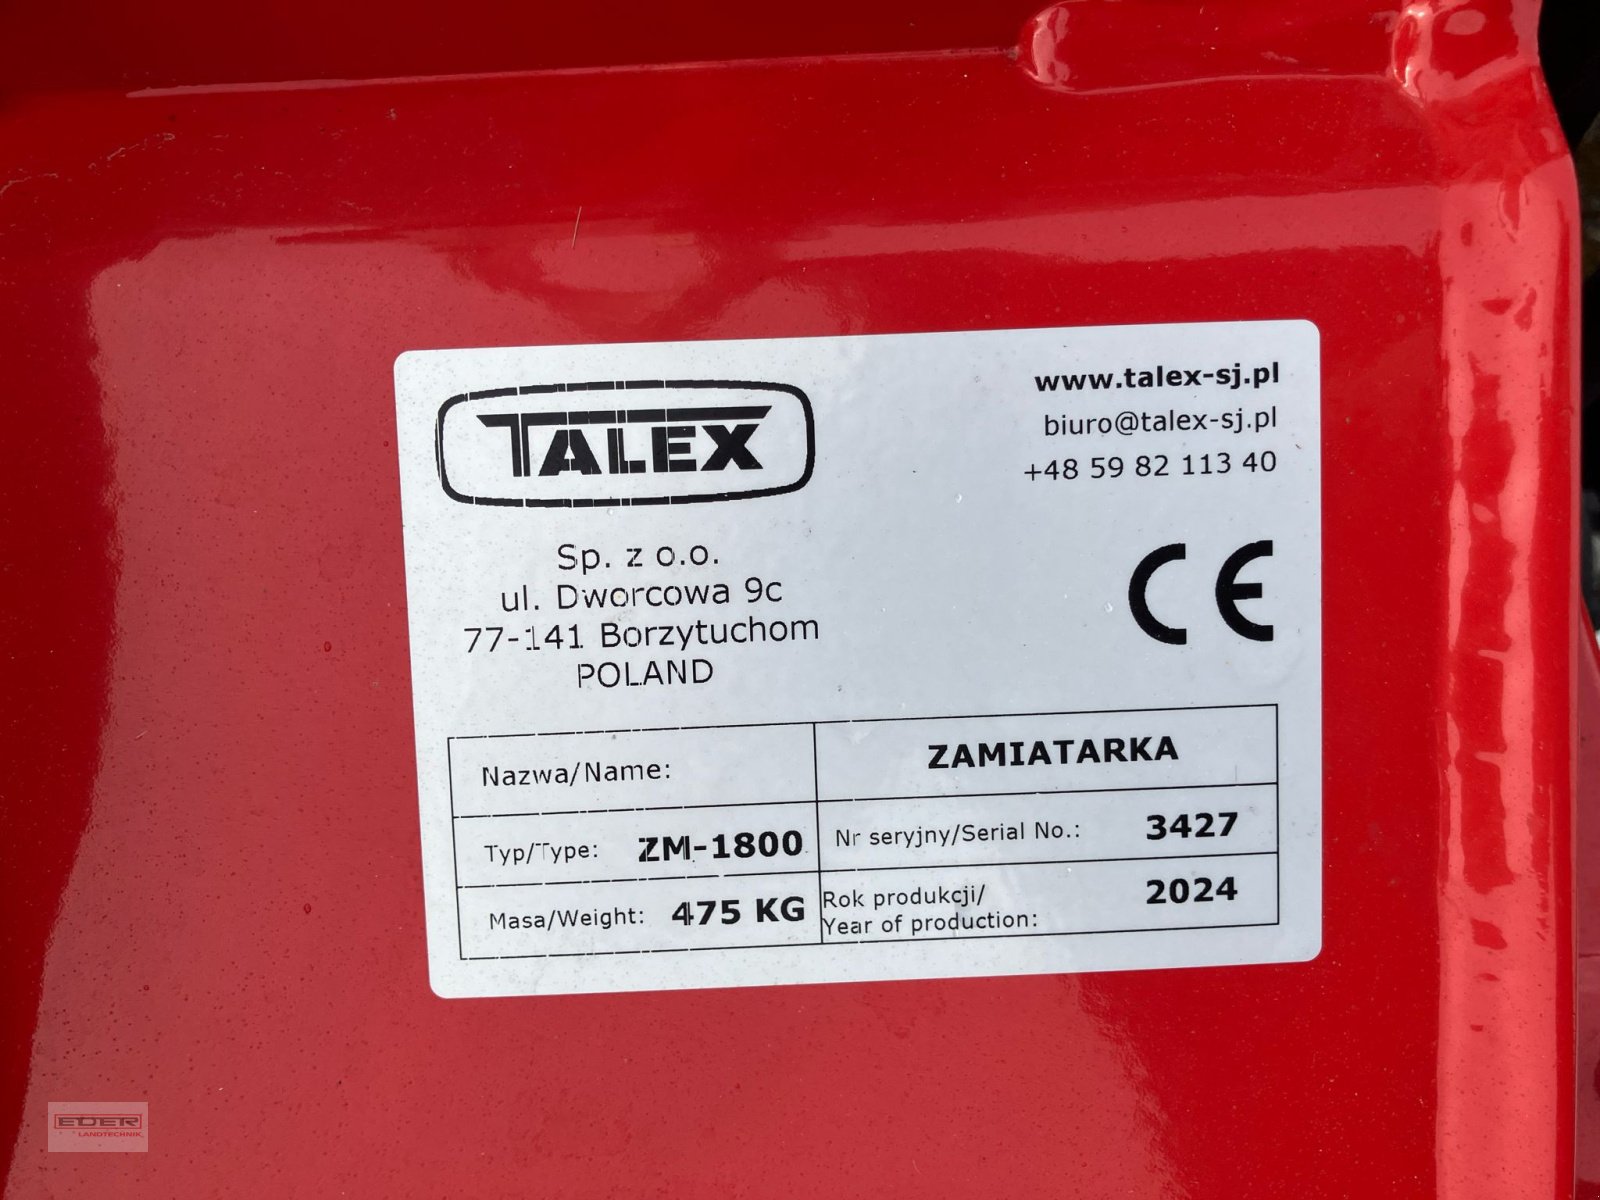 TALEX
www.talex-sj.pl
biuro@talex-sj.pl
+48 59 82 113 40
Sp. z o.o.
ul. Dworcowa 9c
77-141 Borzytuchom
POLAND
CE
Nazwa/Name: ZAMIATARKA
Typ/Type: ZM-1800 Nr seryjny/Serial No.: 3427
Masa/Weight: 475 KG Rok produkcji/
Year of production: 2024
EDER
LANDTECHNIK